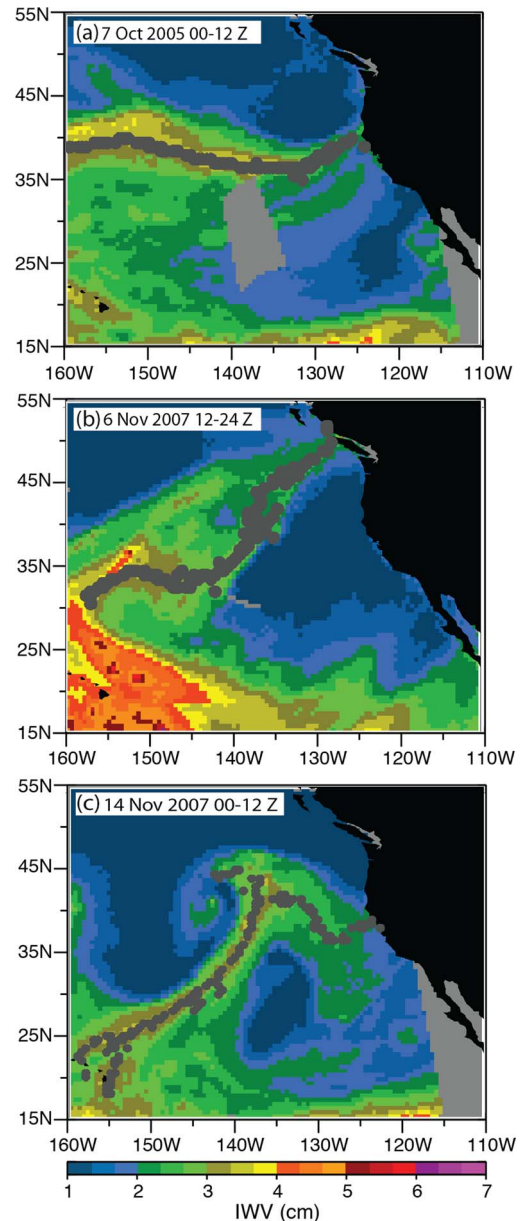 55N
(a) 7 Oct 2005 00-12 Z
45N
35N
25N
15N
160W 150W 140W 130W 120W 110W
55N
(b) 6 Nov 2007 12-24 Z
45N
35N
25N
15N
160W 150W 140W 130W 120W 110W
55N
(c) 14 Nov 2007 00-12 Z
45N
35N
25N
15N
160W 150W 140W 130W 120W 110W
1 2 3 4 5 6 7
IWV (cm)